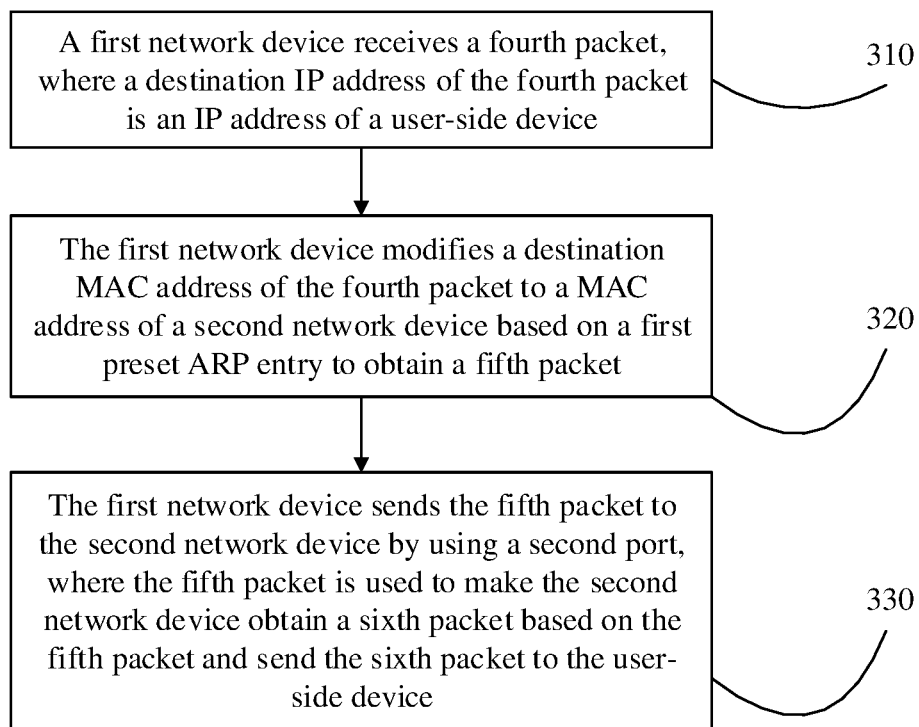 A first network device receives a fourth packet,
where a destination IP address of the fourth packet
is an IP address of a user-side device
310
The first network device modifies a destination
MAC address of the fourth packet to a MAC
address of a second network device based on a first
preset ARP entry to obtain a fifth packet
320
The first network device sends the fifth packet to
the second network device by using a second port,
where the fifth packet is used to make the second
network device obtain a sixth packet based on the
fifth packet and send the sixth packet to the user-
side device
330